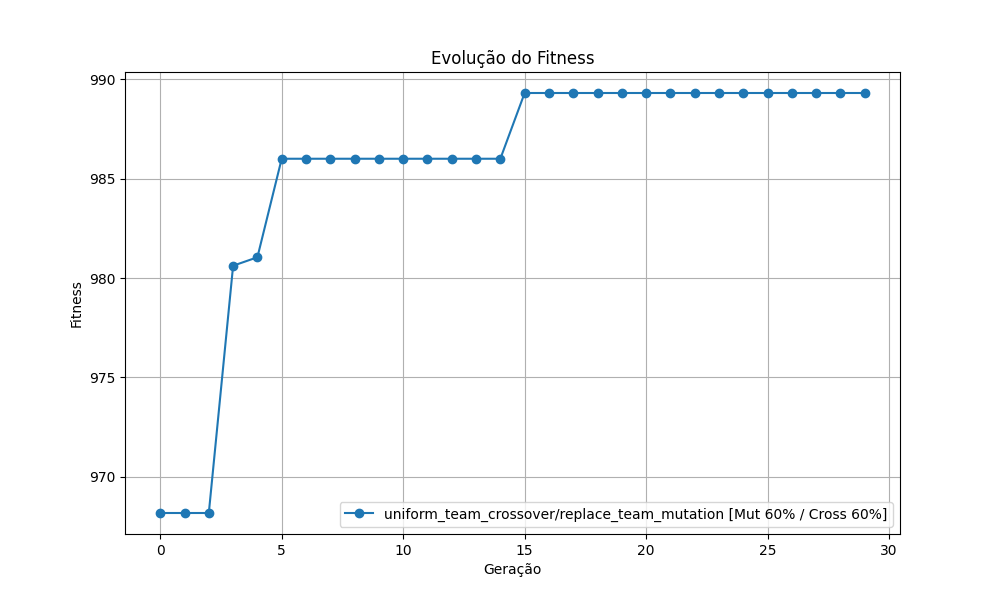 Evolução do Fitness
990
985
980
975
970
Fitness
0 5 10 15 20 25 30
Geração
uniform_team_crossover/replace_team_mutation [Mut 60% / Cross 60%]